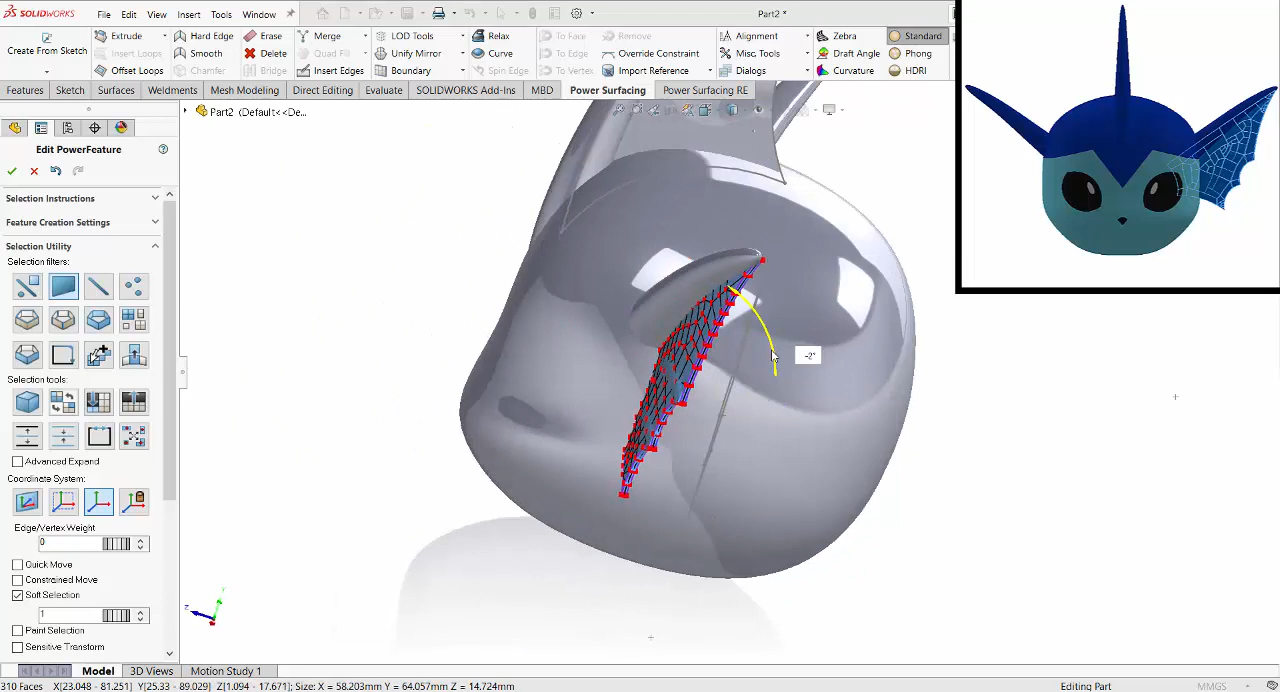 SOLIDWORKS File Edit View Insert Tools Window Part2 *
Create From Sketch Extrude Hard Edge Erase Merge LOD Tools Relax To Face Remove Alignment Zebra Standard
Insert Loops Smooth Delete Quad Fill Unify Mirror Curve To Edge Override Constraint Misc Tools Draft Angle Phong
Offset Loops Chamfer Bridge Insert Edges Boundary Spin Edge To Vertex Import Reference Dialogs Curvature HDRI
Features Sketch Surfaces Weldments Mesh Modeling Direct Editing Evaluate SOLIDWORKS Add-Ins MBD Power Surfacing Power Surfacing RE
Part2 (Default<<De...
Edit PowerFeature
Selection Instructions
Feature Creation Settings
Selection Utility
Selection filters:
-2°
Selection tools:
Advanced Expand
Coordinate System:
Edge/Vertex Weight
0
Quick Move
Constrained Move
Soft Selection
1
Paint Selection
Sensitive Transform
Y
Z
Model 3D Views Motion Study 1
310 Faces X[23.048 - 81.251] Y[25.33 - 89.029] Z[1.094 - 17.671]; Size: X = 58.203mm Y = 64.057mm Z = 14.724mm Editing Part MMGS